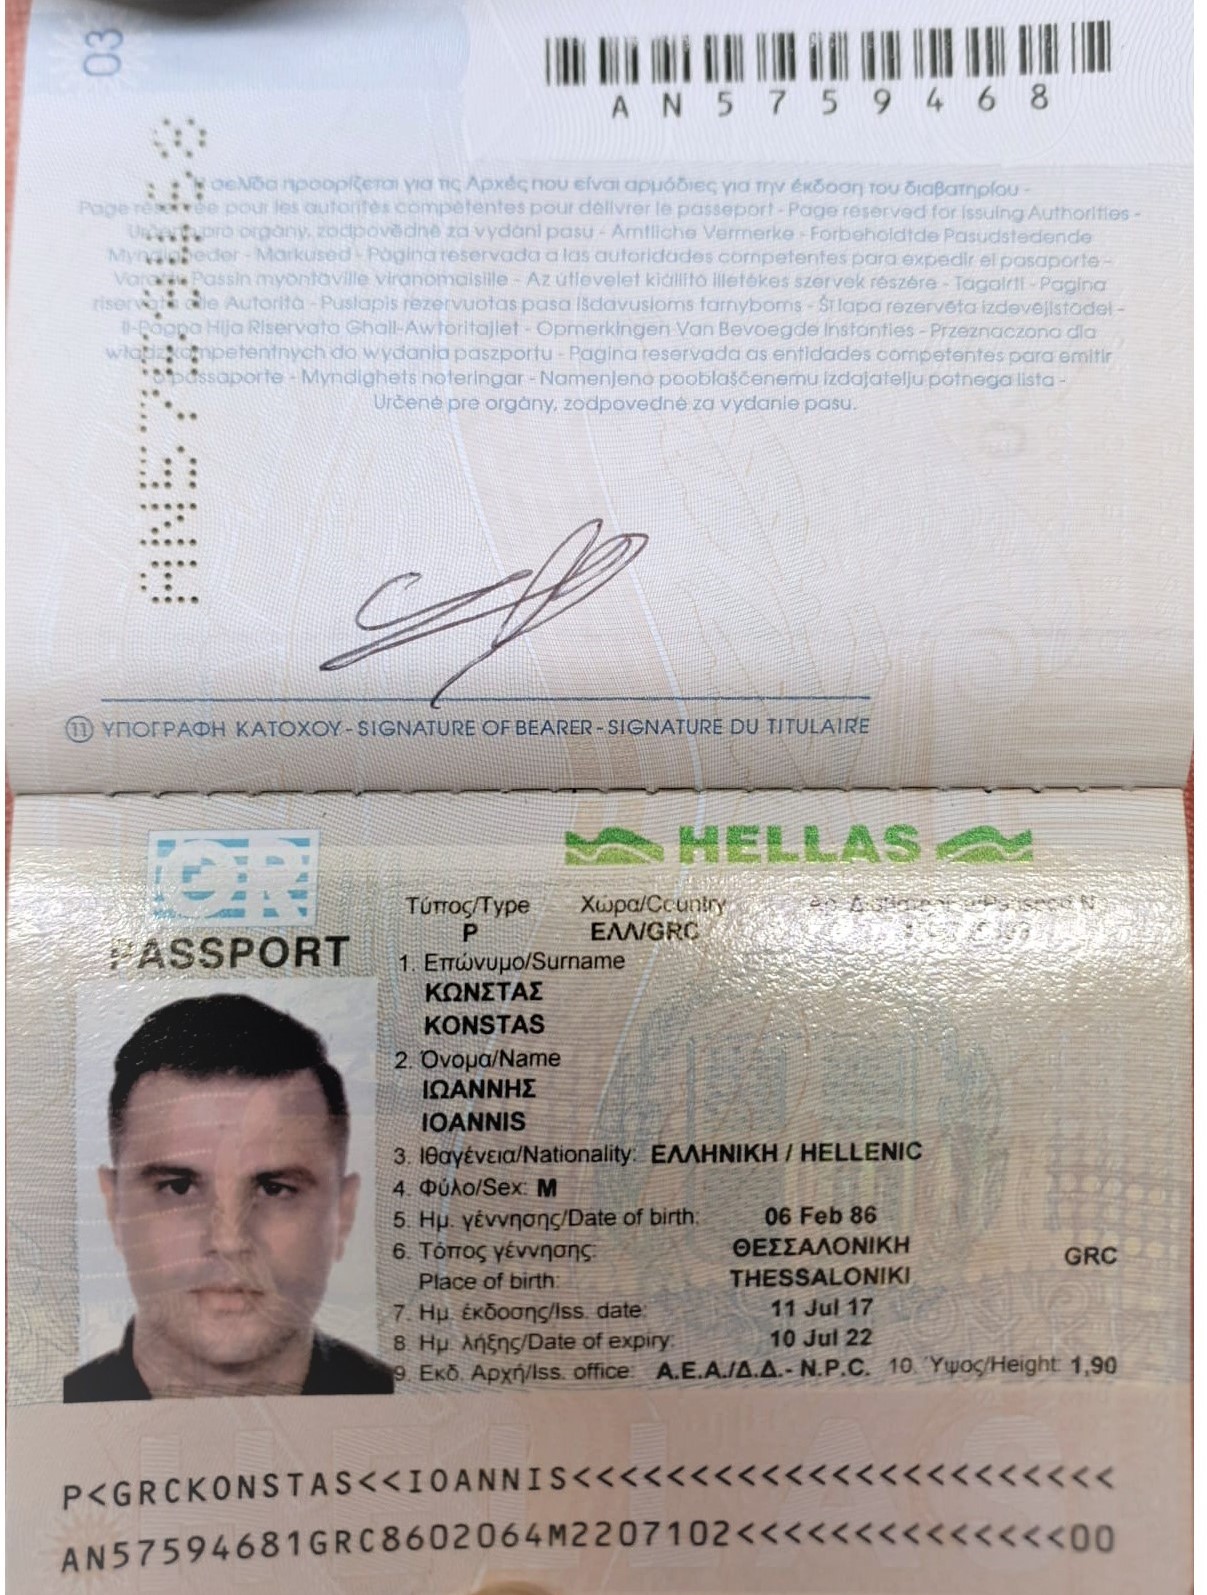 03
AN5759468
Η σελίδα προορίζεται για τις Αρχές που είναι αρμόδιες για την έκδοση του διαβατηρίου -
Page réservée pour les autorités compétentes pour délivrer le passeport - Page reserved for issuing Authorities -
Určeno pro orgány, zodpovědné za vydání pasu - Amtliche Vermerke - Forbeholdtde Pasudstedende
Myndigheder - Märkused - Página reservada a las autoridades competentes para expedir el pasaporte -
Varattu Passin myöntäville viranomaisille - Az útlevelet kiállító illetékes szervek részére - Tagairtí - Pagina
riservata alle Autorità - Puslapis rezervuotas pasą išdavusioms tarnyboms - Šī lapa rezervēta izdevējiestādei -
Il-Paġna Hija Riservata Għall-Awtoritajiet - Opmerkingen Van Bevoegde Instanties - Przeznaczona dla
władz kompetentnych do wydania paszportu - Página reservada as entidades competentes para emitir
o passaporte - Myndighets noteringar - Namenjeno pooblaščenemu izdajatelju potnega lista -
Určené pre orgány, zodpovedné za vydanie pasu.
AN5759468
11 ΥΠΟΓΡΑΦΗ ΚΑΤΟΧΟΥ - SIGNATURE OF BEARER - SIGNATURE DU TITULAIRE
GR
HELLAS
PASSPORT
Τύπος/Type Χώρα/Country
P ΕΛΛ/GRC
1. Επώνυμο/Surname
ΚΩΝΣΤΑΣ
KONSTAS
2. Όνομα/Name
ΙΩΑΝΝΗΣ
IOANNIS
3. Ιθαγένεια/Nationality: ΕΛΛΗΝΙΚΗ / HELLENIC
4. Φύλο/Sex: M
5. Ημ. γέννησης/Date of birth: 06 Feb 86
6. Τόπος γέννησης: ΘΕΣΣΑΛΟΝΙΚΗ GRC
Place of birth: THESSALONIKI
7. Ημ. έκδοσης/Iss. date: 11 Jul 17
8. Ημ. λήξης/Date of expiry: 10 Jul 22
9. Εκδ. Αρχή/Iss. office: Α.Ε.Α./Δ.Δ.- N.P.C. 10. Ύψος/Height: 1,90
P<GRCKONSTAS<<IOANNIS<<<<<<<<<<<<<<<<<<<<<<<
AN57594681GRC8602064M2207102<<<<<<<<<<<<<<00